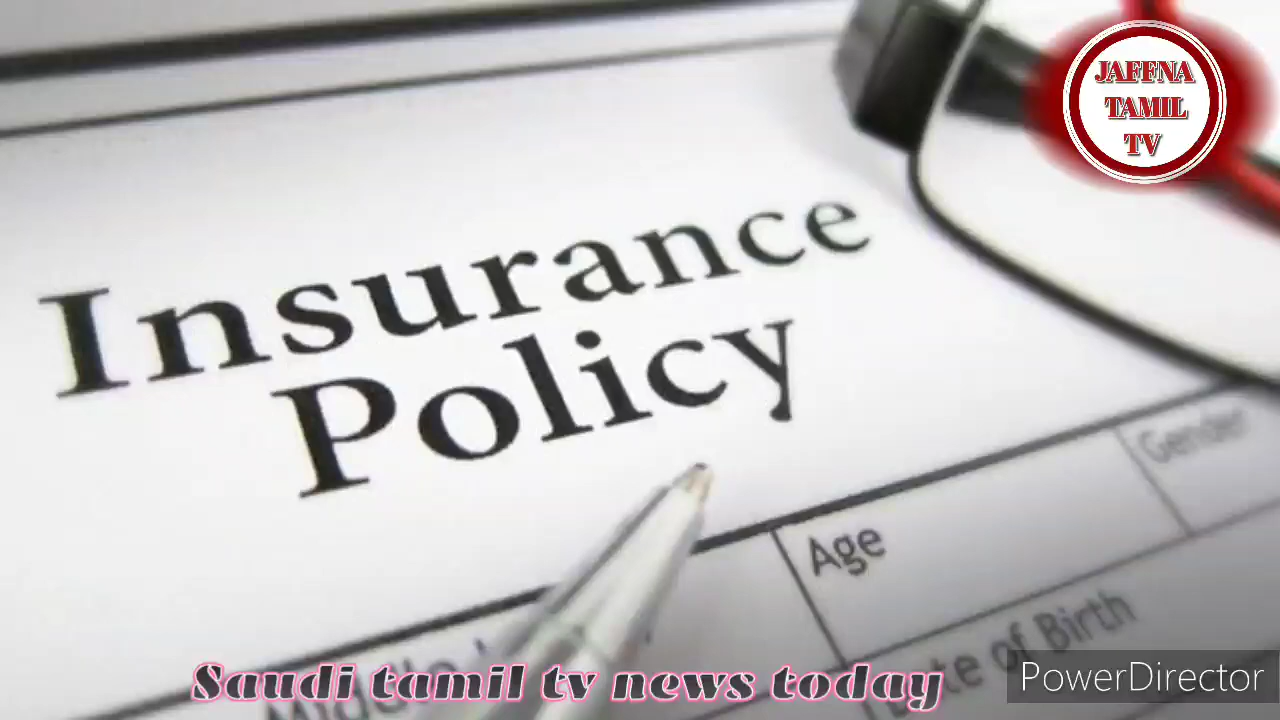 JAFFNA
TAMIL
TV
Insurance
Policy
Gender
Age
Date of Birth
Saudi tamil tv news today
PowerDirector